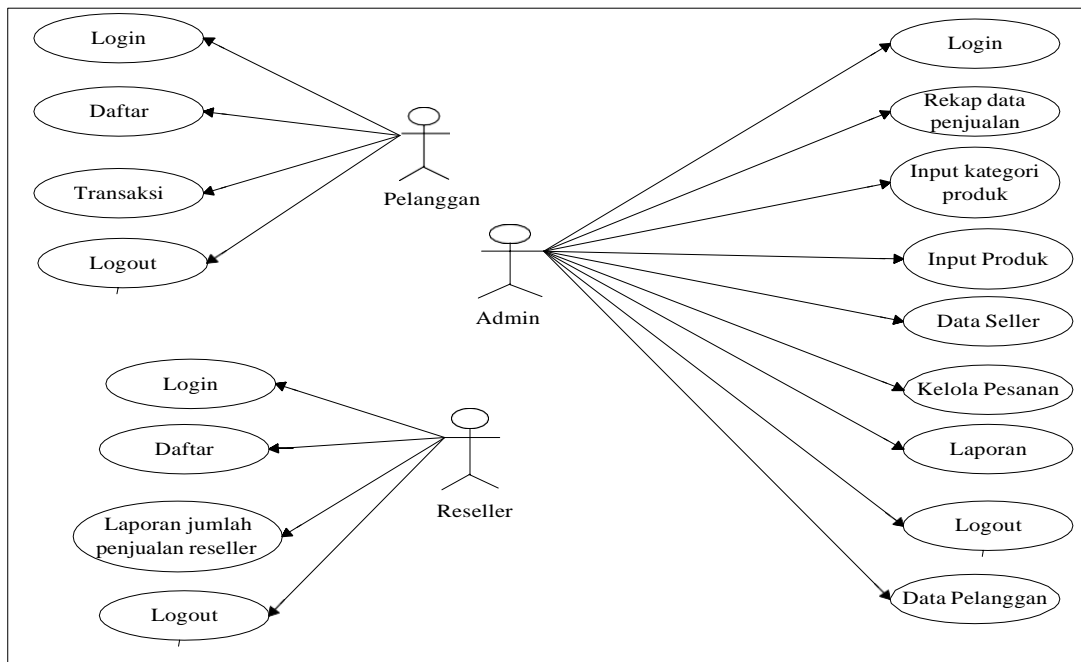 Login
Daftar
Transaksi
Logout
Pelanggan
Login
Rekap data
penjualan
Input kategori
produk
Input Produk
Data Seller
Kelola Pesanan
Laporan
Logout
Data Pelanggan
Admin
Login
Daftar
Laporan jumlah
penjualan reseller
Logout
Reseller